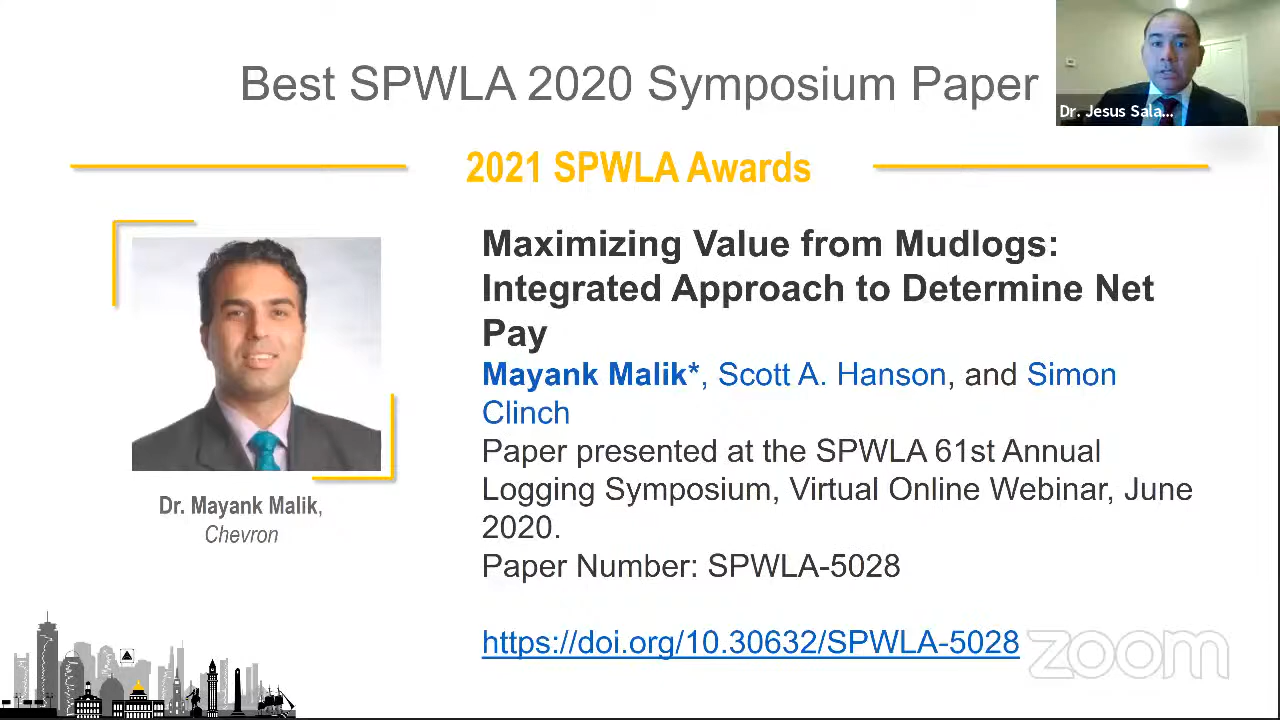 Best SPWLA 2020 Symposium Paper
Dr. Jesus Sala...
2021 SPWLA Awards
Maximizing Value from Mudlogs:
Integrated Approach to Determine Net
Pay
Mayank Malik*, Scott A. Hanson, and Simon
Clinch
Paper presented at the SPWLA 61st Annual
Logging Symposium, Virtual Online Webinar, June
2020.
Paper Number: SPWLA-5028
https://doi.org/10.30632/SPWLA-5028
Dr. Mayank Malik,
Chevron
zoom